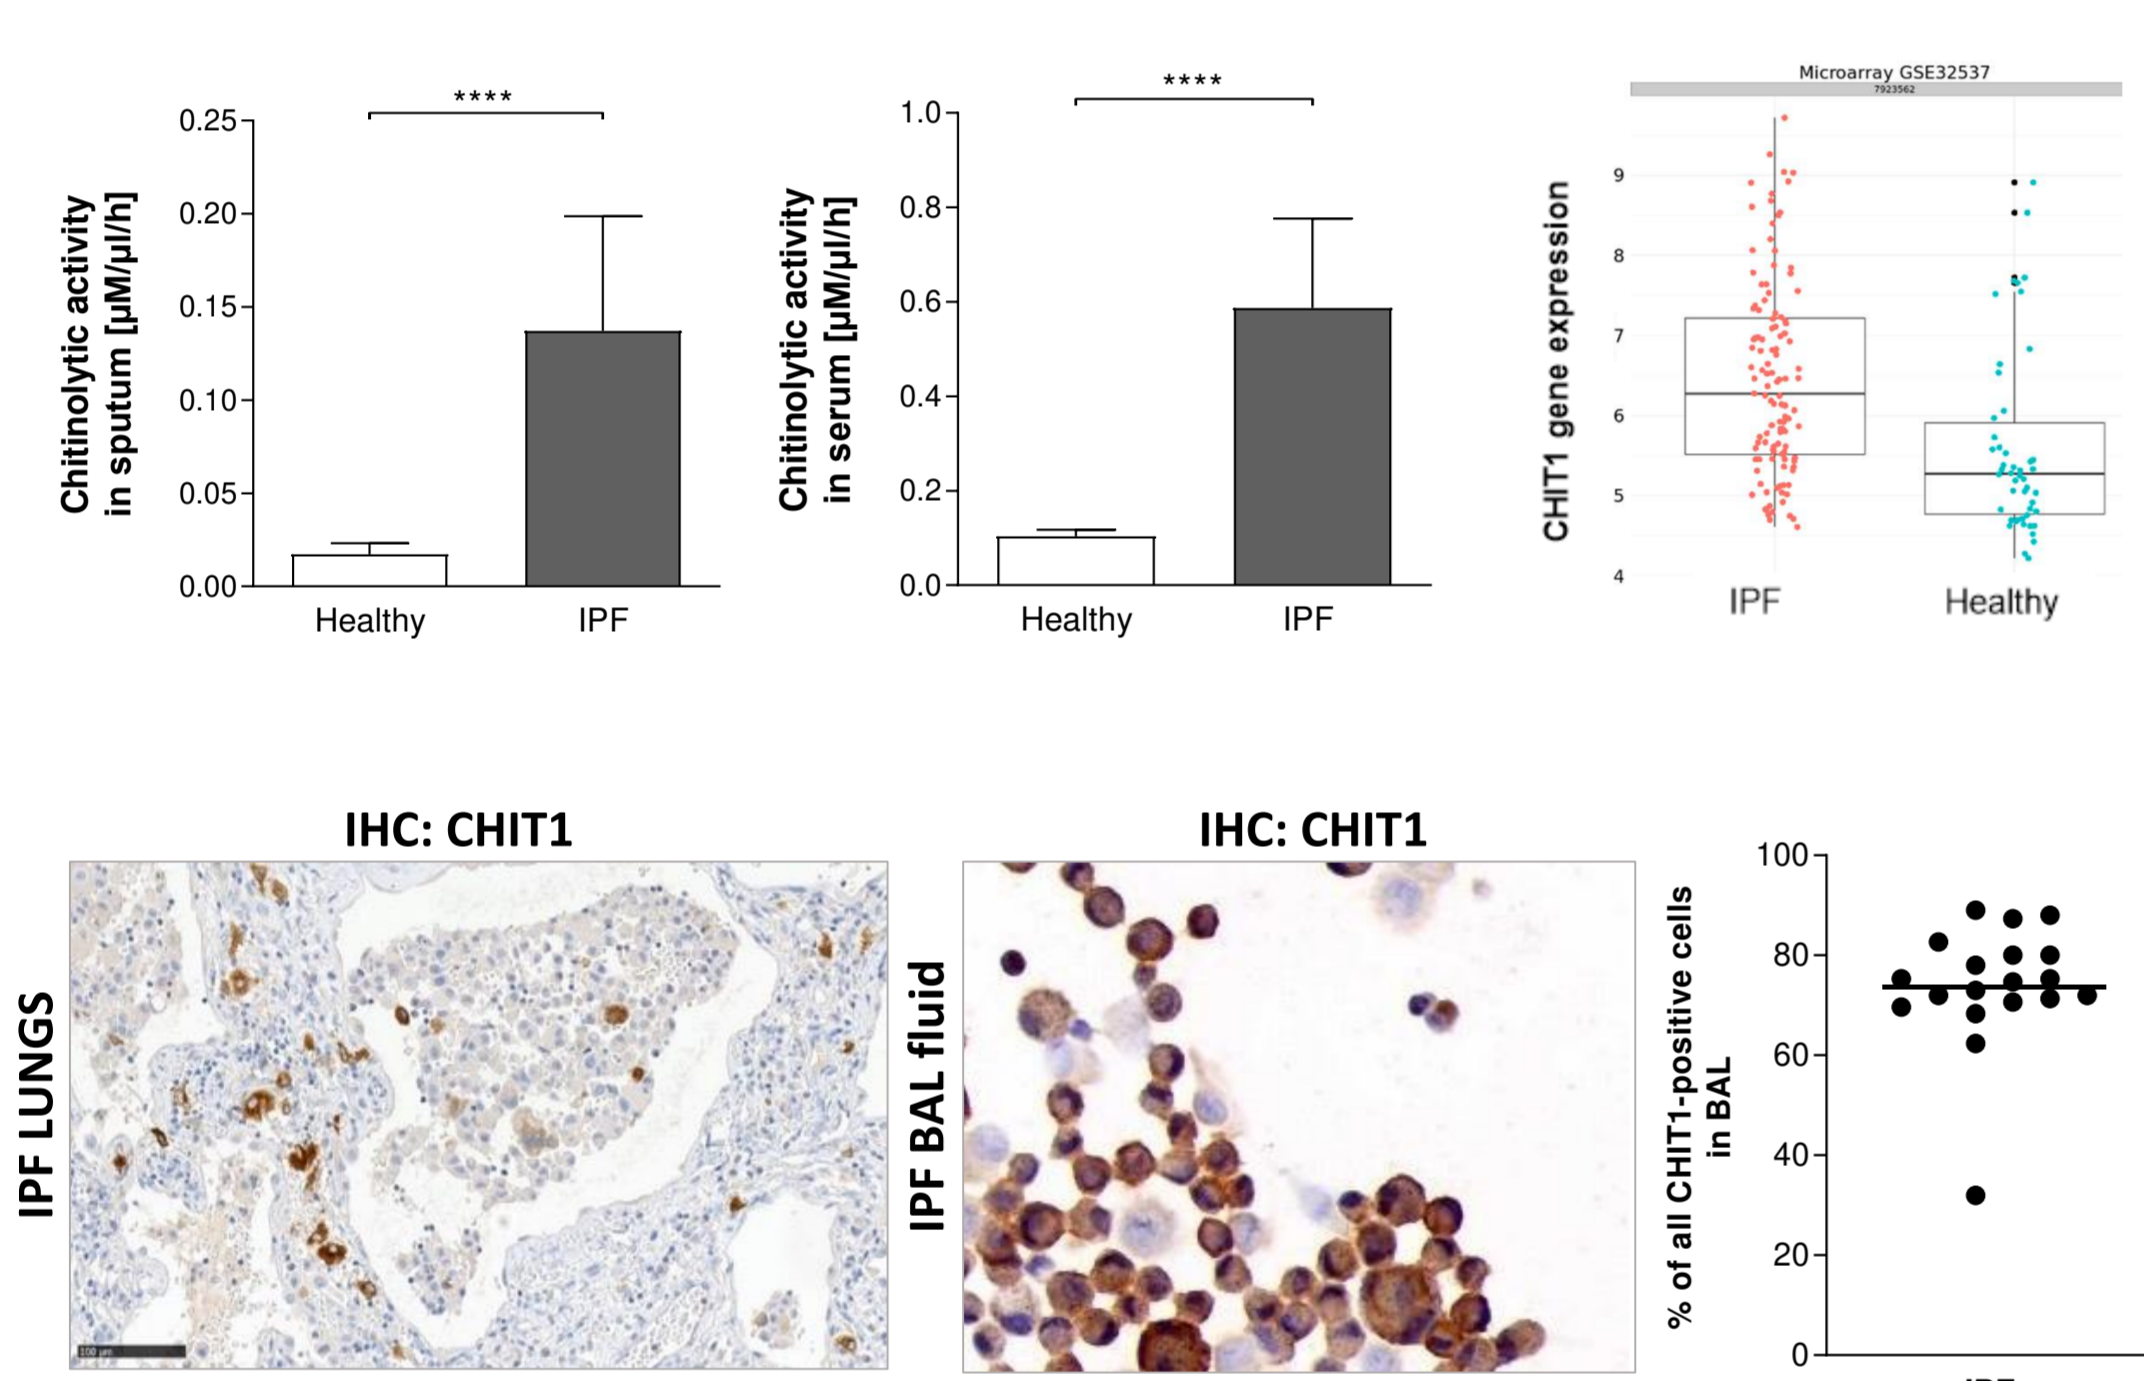 Chitinolytic activity
in sputum [µM/µl/h]
0.25
0.20
0.15
0.10
0.05
0.00
****
Healthy
IPF
Chitinolytic activity
in serum [µM/µl/h]
1.0
0.8
0.6
0.4
0.2
0.0
****
Healthy
IPF
Microarray GSE32537
7923562
CHIT1 gene expression
9
8
7
6
5
4
IPF
Healthy
IHC: CHIT1
IPF LUNGS
100 µm
IHC: CHIT1
IPF BAL fluid
% of all CHIT1-positive cells
in BAL
100
80
60
40
20
0